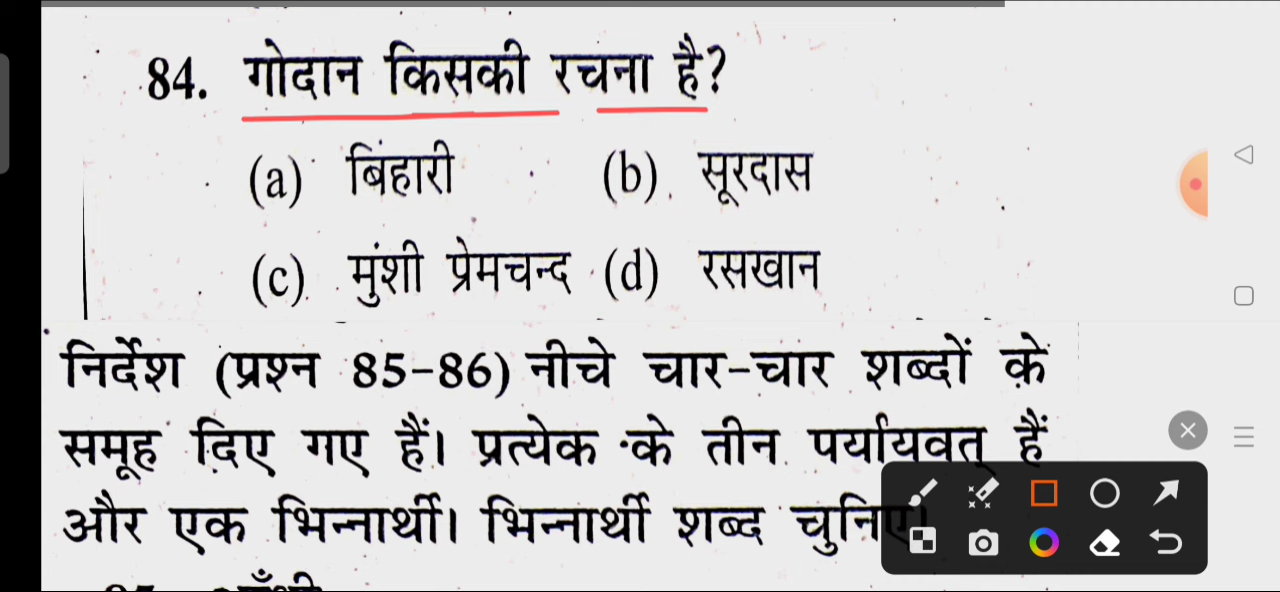 84. गोदान किसकी रचना है?
(a) बिहारी (b) सूरदास
(c) मुंशी प्रेमचन्द (d) रसखान
निर्देश (प्रश्न 85-86) नीचे चार-चार शब्दों के
समूह दिए गए हैं। प्रत्येक के तीन पर्यायवत् हैं
और एक भिन्नार्थी। भिन्नार्थी शब्द चुनिए।